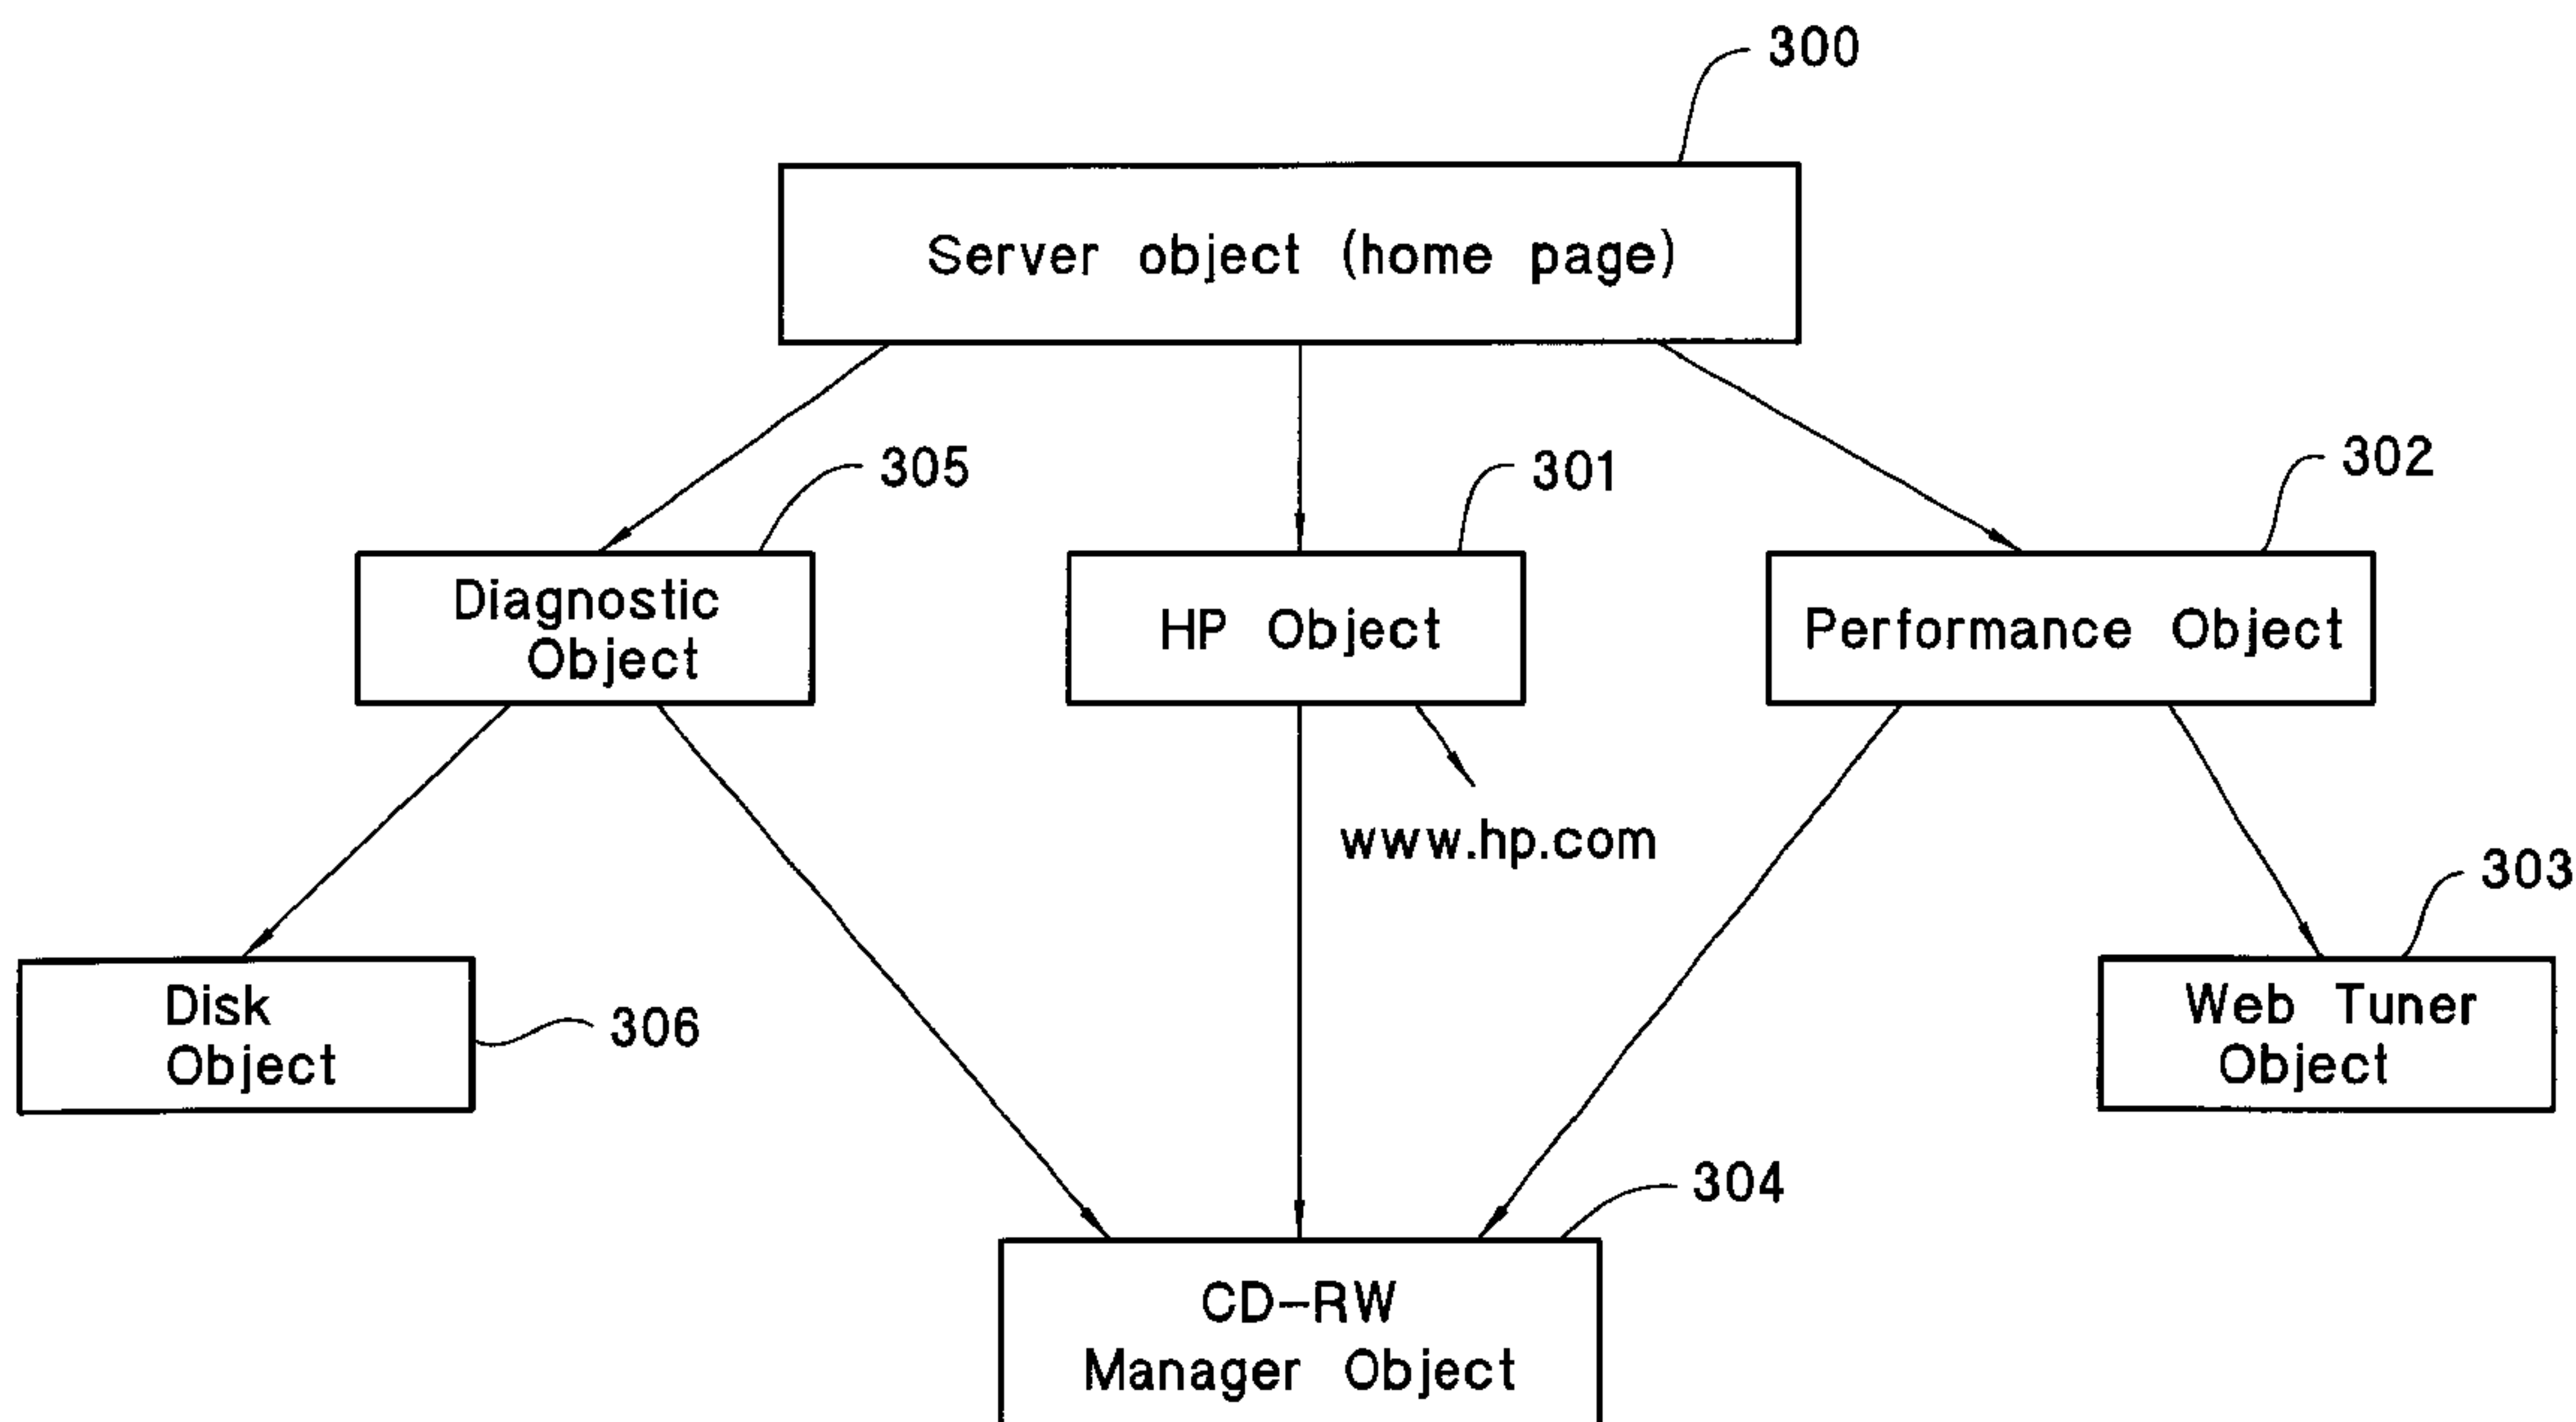 300
Server object (home page)
305
301
302
Diagnostic
Object
HP Object
Performance Object
www.hp.com
303
Disk
Object
306
Web Tuner
Object
304
CD-RW
Manager Object